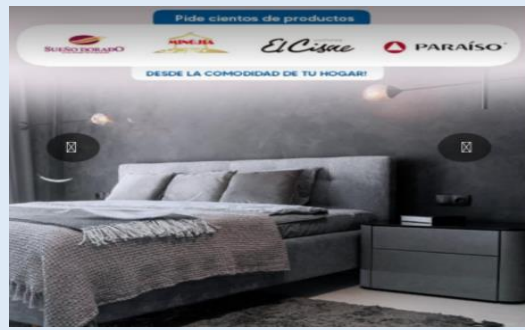 Pide cientos de productos
SUEÑO DORADO
El Cisne
PARAÍSO
DESDE LA COMODIDAD DE TU HOGAR!